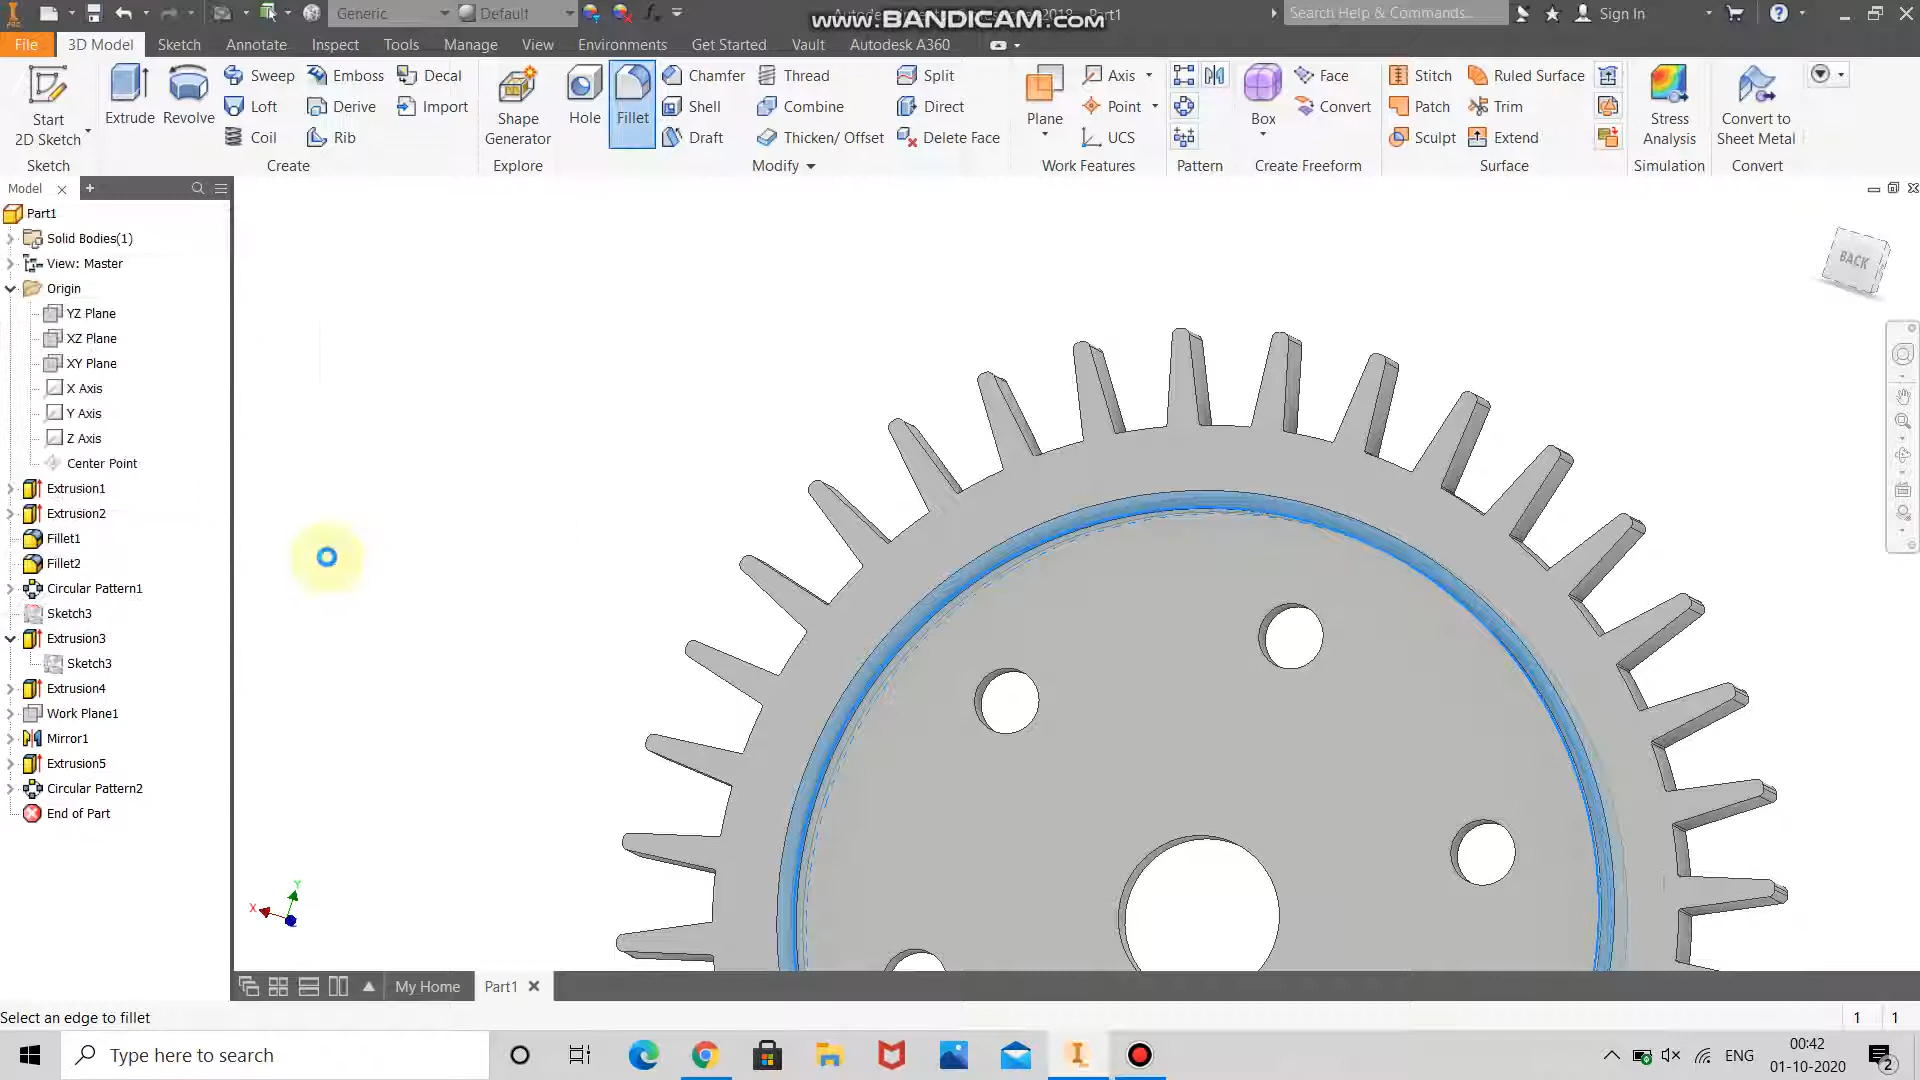 PRO
Generic
Default
www.BANDICAM.com
2018 Part1
Search Help & Commands...
Sign In
File
3D Model
Sketch
Annotate
Inspect
Tools
Manage
View
Environments
Get Started
Vault
Autodesk A360
Start
2D Sketch
Extrude
Revolve
Sweep
Loft
Coil
Emboss
Derive
Rib
Decal
Import
Shape
Generator
Hole
Fillet
Chamfer
Shell
Draft
Thread
Combine
Thicken/ Offset
Split
Direct
Delete Face
Plane
Axis
Point
UCS
Box
Face
Convert
Stitch
Patch
Sculpt
Ruled Surface
Trim
Extend
Stress
Analysis
Convert to
Sheet Metal
Sketch
Create
Explore
Modify
Work Features
Pattern
Create Freeform
Surface
Simulation
Convert
Model
Part1
Solid Bodies(1)
View: Master
Origin
YZ Plane
XZ Plane
XY Plane
X Axis
Y Axis
Z Axis
Center Point
Extrusion1
Extrusion2
Fillet1
Fillet2
Circular Pattern1
Sketch3
Extrusion3
Sketch3
Extrusion4
Work Plane1
Mirror1
Extrusion5
Circular Pattern2
End of Part
BACK
Y
X
My Home
Part1
Select an edge to fillet
1
1
Type here to search
ENG
00:42
01-10-2020
2